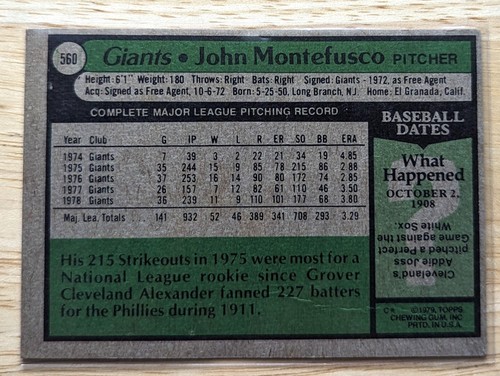 560
Giants • John Montefusco PITCHER
Height: 6'1" Weight: 180 Throws: Right Bats: Right Signed: Giants - 1972, as Free Agent
Acq: Signed as Free Agent, 10-6-72 Born: 5-25-50, Long Branch, N.J. Home: El Granada, Calif.
COMPLETE MAJOR LEAGUE PITCHING RECORD
Year Club G IP W L R ER SO BB ERA
1974 Giants 7 39 3 2 22 21 34 19 4.85
1975 Giants 35 244 15 9 85 78 215 86 2.88
1976 Giants 37 253 16 14 90 80 172 74 2.85
1977 Giants 26 157 7 12 82 61 110 46 3.50
1978 Giants 36 239 11 9 110 101 177 68 3.80
Maj. Lea. Totals 141 932 52 46 389 341 708 293 3.29
His 215 Strikeouts in 1975 were most for a
National League rookie since Grover
Cleveland Alexander fanned 227 batters
for the Phillies during 1911.
BASEBALL
DATES
What
Happened
OCTOBER 2,
1908
?
Cleveland's
Addie Joss
pitched a Perfect
Game against the
White Sox.
C* ©1979, TOPPS
CHEWING GUM, INC
PRTD. IN U.S.A.